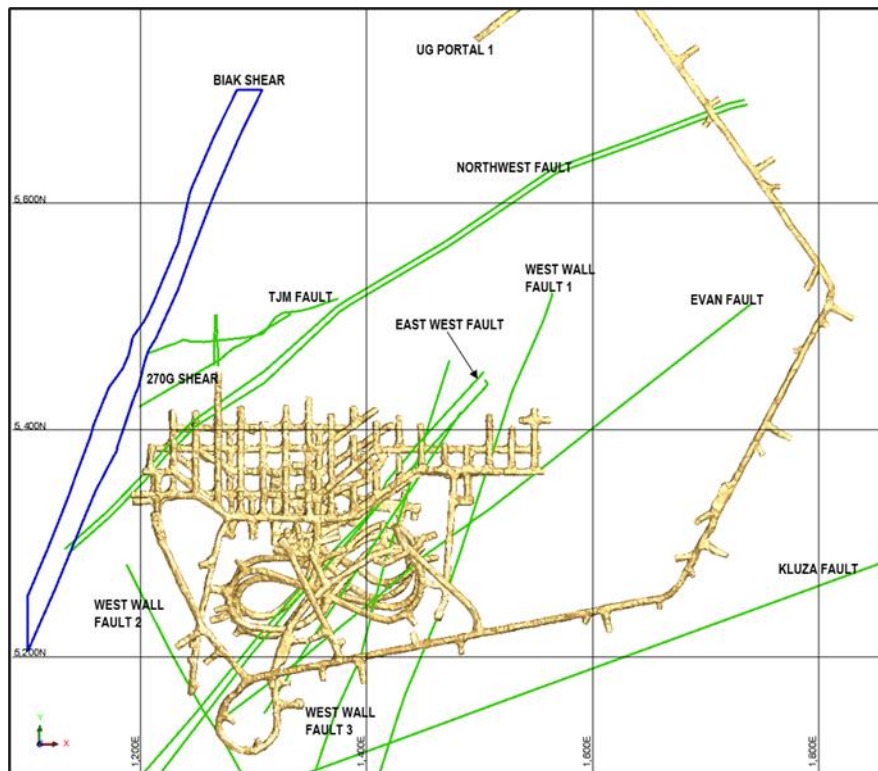 UG PORTAL 1
BIAK SHEAR
NORTHWEST FAULT
5,600N
WEST WALL
FAULT 1
TJM FAULT
EVAN FAULT
EAST WEST FAULT
270G SHEAR
5,400N
KLUZA FAULT
WEST WALL
FAULT 2
5,200N
WEST WALL
FAULT 3
Y
X
1,200E
1,400E
1,600E
1,800E